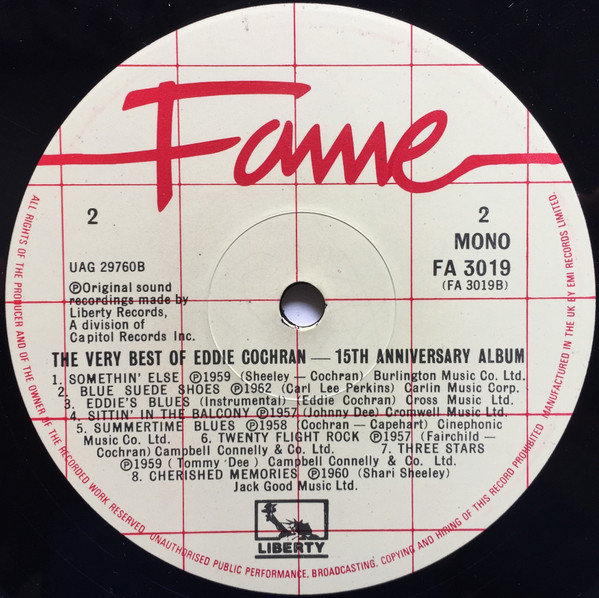 Fame
2
2
MONO
UAG 29760B
FA 3019
(FA 3019B)
Ⓟ Original sound
recordings made by
Liberty Records,
A division of
Capitol Records Inc.
THE VERY BEST OF EDDIE COCHRAN — 15TH ANNIVERSARY ALBUM
1. SOMETHIN' ELSE Ⓟ1959 (Sheeley – Cochran) Burlington Music Co. Ltd.
2. BLUE SUEDE SHOES Ⓟ1962 (Carl Lee Perkins) Carlin Music Corp.
3. EDDIE'S BLUES (Instrumental) (Eddie Cochran) Cross Music Ltd.
4. SITTIN' IN THE BALCONY Ⓟ1957 (Johnny Dee) Cromwell Music Ltd.
5. SUMMERTIME BLUES Ⓟ1958 (Cochran – Capehart) Cinephonic
Music Co. Ltd. 6. TWENTY FLIGHT ROCK Ⓟ1957 (Fairchild –
Cochran) Campbell Connelly & Co. Ltd. 7. THREE STARS
Ⓟ1959 ( Tommy Dee ) Campbell Connelly & Co. Ltd.
8. CHERISHED MEMORIES Ⓟ1960 (Shari Sheeley)
Jack Good Music Ltd.
LIBERTY
ALL RIGHTS OF THE PRODUCER AND OF THE OWNER OF THE RECORDED WORK RESERVED. UNAUTHORISED PUBLIC PERFORMANCE, BROADCASTING, COPYING AND HIRING OF THIS RECORD PROHIBITED. MANUFACTURED IN THE UK BY EMI RECORDS LIMITED.